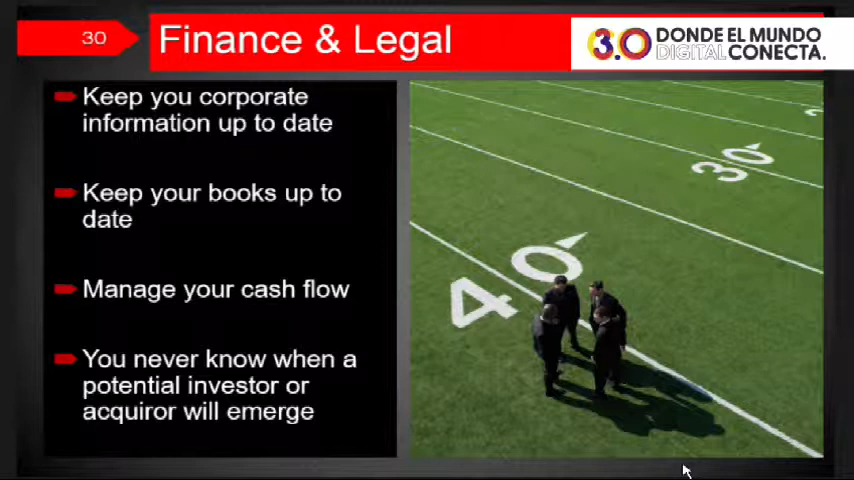 30
Finance & Legal
3.0 DONDE EL MUNDO
DIGITAL CONECTA.
Keep you corporate
information up to date
Keep your books up to
date
Manage your cash flow
You never know when a
potential investor or
acquiror will emerge
30
40